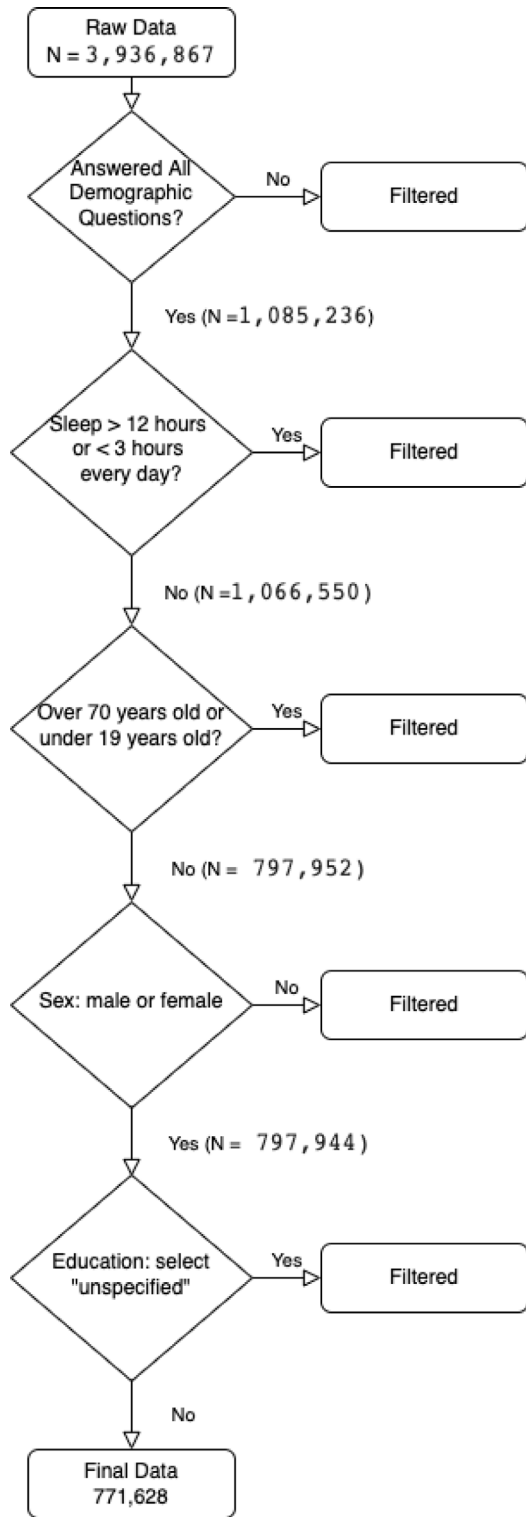 Raw Data
N = 3,936,867
Answered All
Demographic
Questions?
No
Filtered
Yes (N =1,085,236)
Sleep > 12 hours
or < 3 hours
every day?
Yes
Filtered
No (N =1,066,550)
Over 70 years old or
under 19 years old?
Yes
Filtered
No (N = 797,952)
Sex: male or female
No
Filtered
Yes (N = 797,944)
Education: select
"unspecified"
Yes
Filtered
No
Final Data
771,628